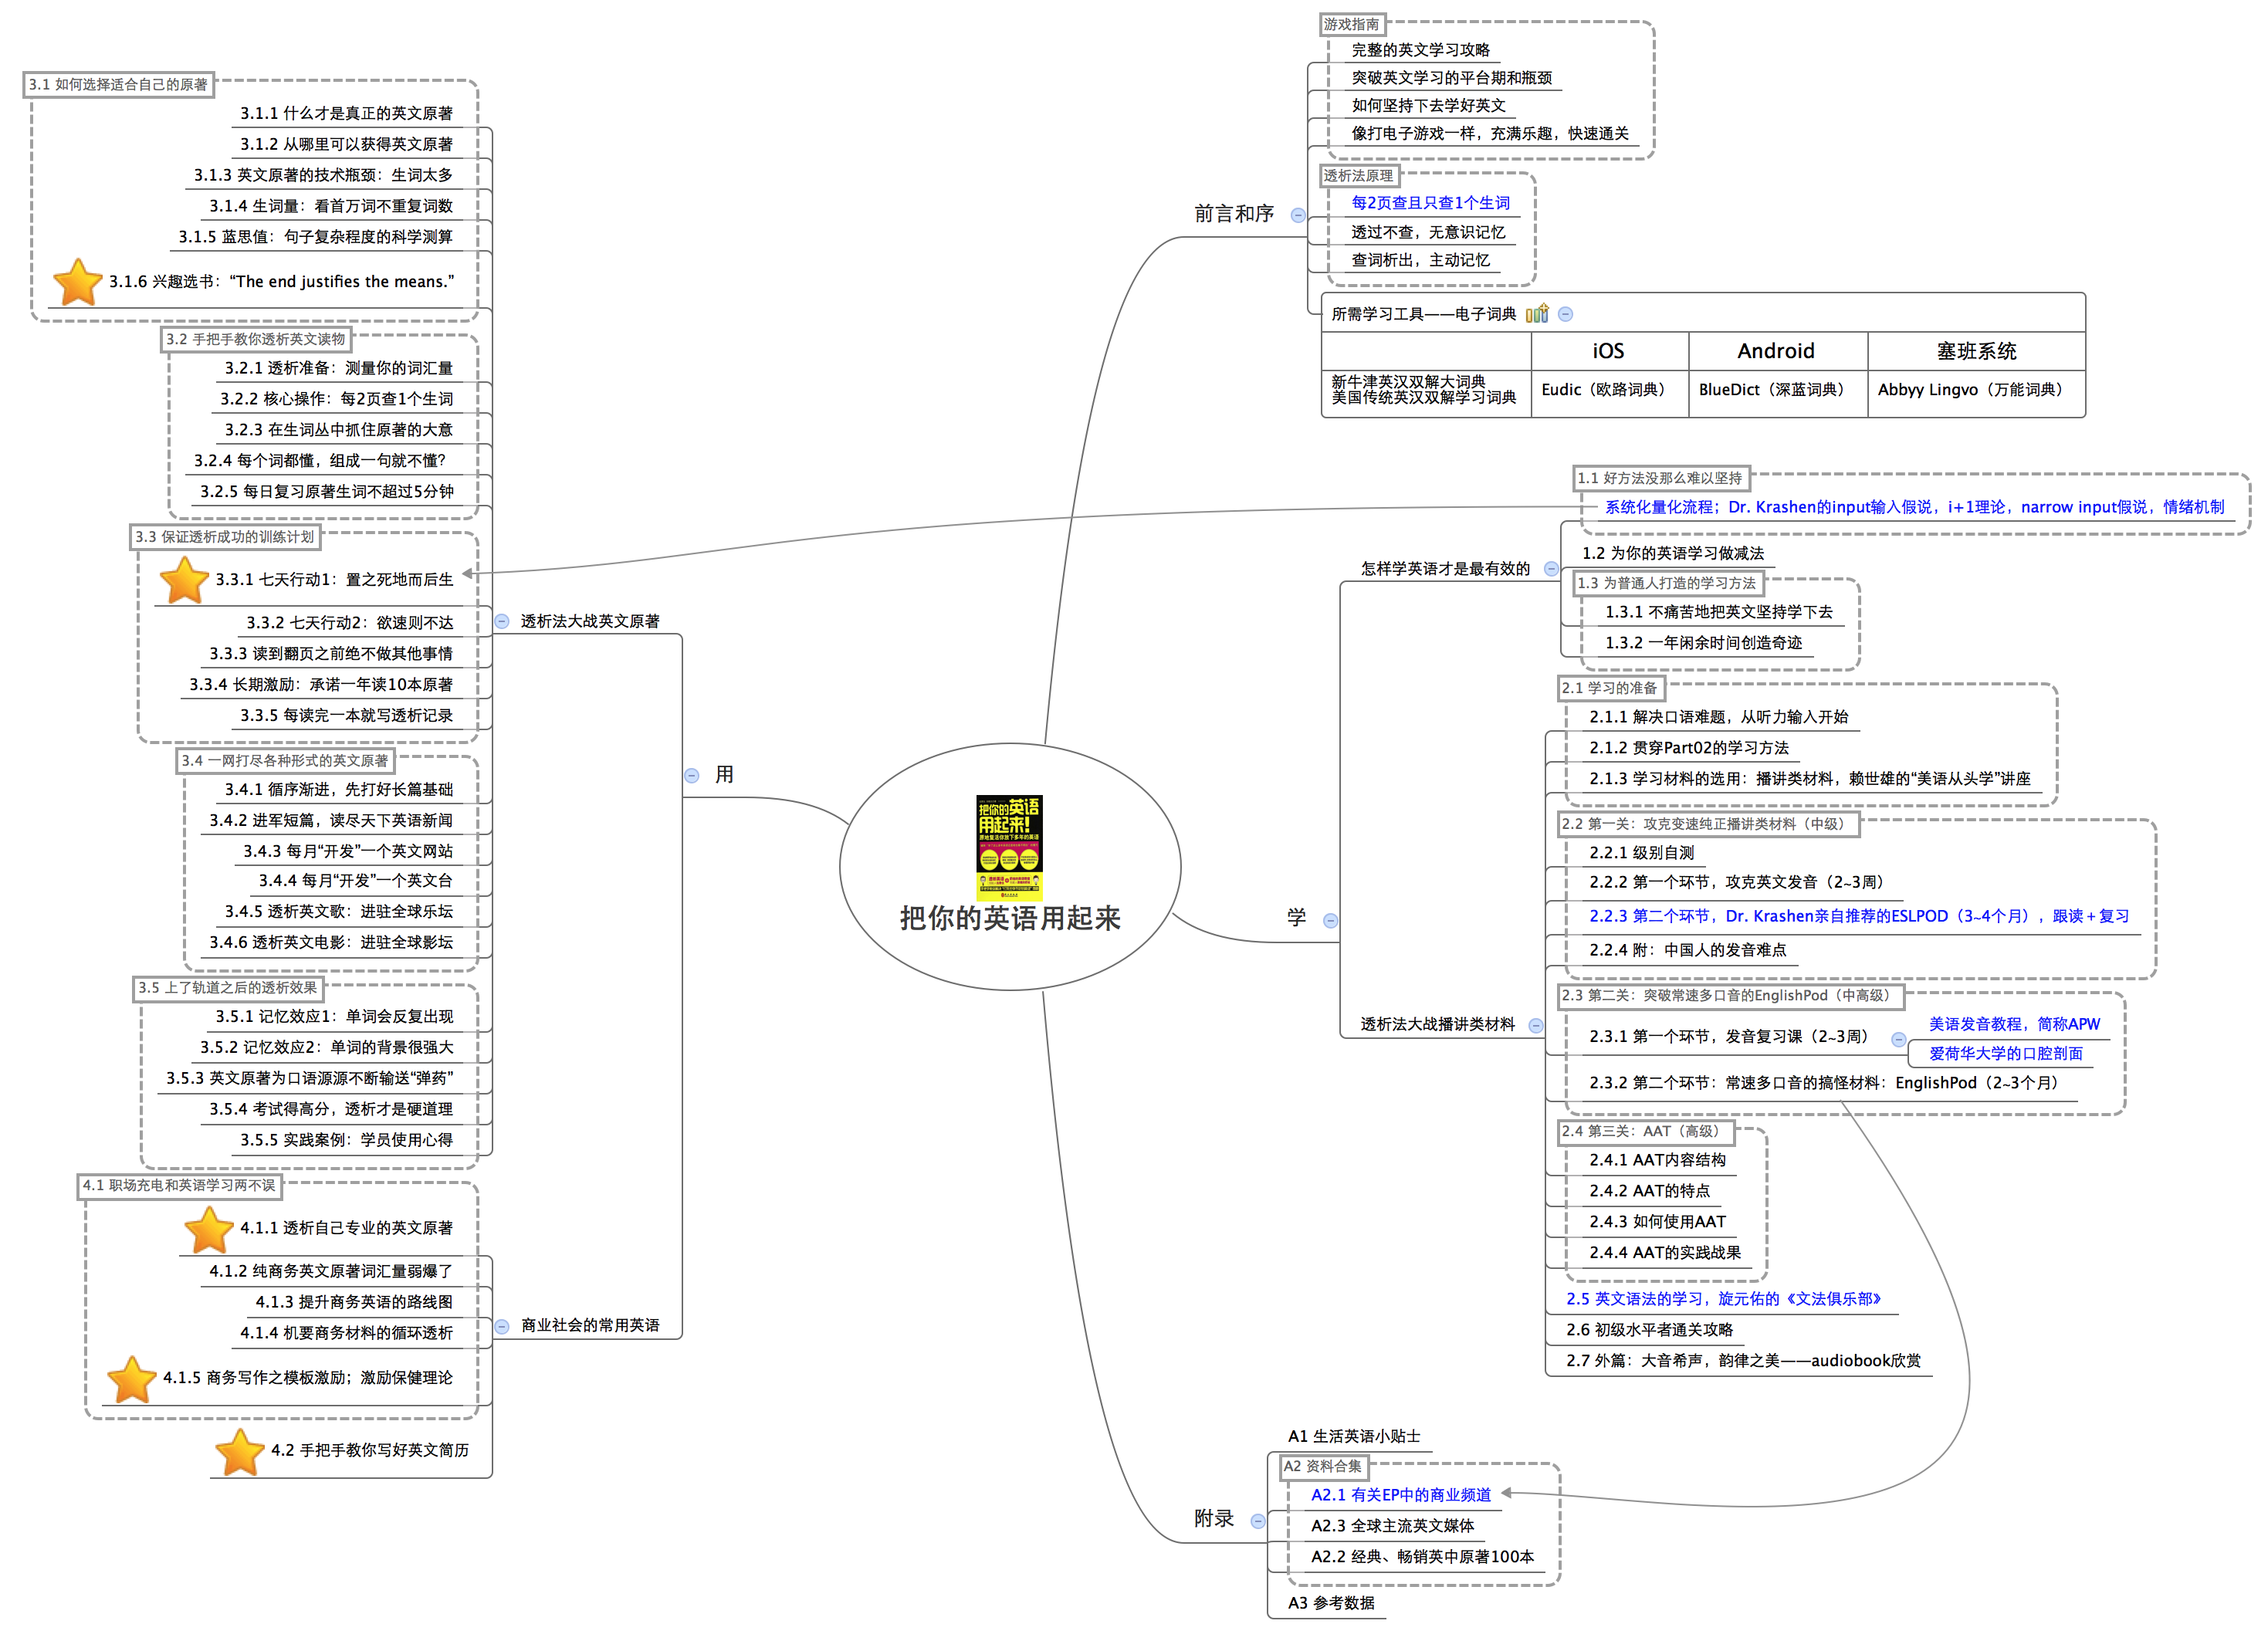 把你的英语
用起来！
把你的英语用起来
前言和序
游戏指南
完整的英文学习攻略
突破英文学习的平台期和瓶颈
如何坚持下去学好英文
像打电子游戏一样，充满乐趣，快速通关
透析法原理
每2页查且只查1个生词
透过不查，无意识记忆
查词析出，主动记忆
所需学习工具——电子词典
iOS
Android
塞班系统
新牛津英汉双解大词典
美国传统英汉双解学习词典
Eudic（欧路词典）
BlueDict（深蓝词典）
Abbyy Lingvo（万能词典）
学
怎样学英语才是最有效的
1.1 好方法没那么难以坚持
系统化量化流程；Dr. Krashen的input输入假说，i+1理论，narrow input假说，情绪机制
1.2 为你的英语学习做减法
1.3 为普通人打造的学习方法
1.3.1 不痛苦地把英文坚持学下去
1.3.2 一年闲余时间创造奇迹
透析法大战播讲类材料
2.1 学习的准备
2.1.1 解决口语难题，从听力输入开始
2.1.2 贯穿Part02的学习方法
2.1.3 学习材料的选用：播讲类材料，赖世雄的“美语从头学”讲座
2.2 第一关：攻克变速纯正播讲类材料（中级）
2.2.1 级别自测
2.2.2 第一个环节，攻克英文发音（2~3周）
2.2.3 第二个环节，Dr. Krashen亲自推荐的ESLPOD（3~4个月），跟读＋复习
2.2.4 附：中国人的发音难点
2.3 第二关：突破常速多口音的EnglishPod（中高级）
2.3.1 第一个环节，发音复习课（2~3周）
美语发音教程，简称APW
爱荷华大学的口腔剖面
2.3.2 第二个环节：常速多口音的搞怪材料：EnglishPod（2~3个月）
2.4 第三关：AAT（高级）
2.4.1 AAT内容结构
2.4.2 AAT的特点
2.4.3 如何使用AAT
2.4.4 AAT的实践战果
2.5 英文语法的学习，旋元佑的《文法俱乐部》
2.6 初级水平者通关攻略
2.7 外篇：大音希声，韵律之美——audiobook欣赏
附录
A1 生活英语小贴士
A2 资料合集
A2.1 有关EP中的商业频道
A2.3 全球主流英文媒体
A2.2 经典、畅销英中原著100本
A3 参考数据
用
透析法大战英文原著
3.1 如何选择适合自己的原著
3.1.1 什么才是真正的英文原著
3.1.2 从哪里可以获得英文原著
3.1.3 英文原著的技术瓶颈：生词太多
3.1.4 生词量：看首万词不重复词数
3.1.5 蓝思值：句子复杂程度的科学测算
3.1.6 兴趣选书：“The end justifies the means.”
3.2 手把手教你透析英文读物
3.2.1 透析准备：测量你的词汇量
3.2.2 核心操作：每2页查1个生词
3.2.3 在生词丛中抓住原著的大意
3.2.4 每个词都懂，组成一句就不懂？
3.2.5 每日复习原著生词不超过5分钟
3.3 保证透析成功的训练计划
3.3.1 七天行动1：置之死地而后生
3.3.2 七天行动2：欲速则不达
3.3.3 读到翻页之前绝不做其他事情
3.3.4 长期激励：承诺一年读10本原著
3.3.5 每读完一本就写透析记录
3.4 一网打尽各种形式的英文原著
3.4.1 循序渐进，先打好长篇基础
3.4.2 进军短篇，读尽天下英语新闻
3.4.3 每月“开发”一个英文网站
3.4.4 每月“开发”一个英文台
3.4.5 透析英文歌：进驻全球乐坛
3.4.6 透析英文电影：进驻全球影坛
3.5 上了轨道之后的透析效果
3.5.1 记忆效应1：单词会反复出现
3.5.2 记忆效应2：单词的背景很强大
3.5.3 英文原著为口语源源不断输送“弹药”
3.5.4 考试得高分，透析才是硬道理
3.5.5 实践案例：学员使用心得
商业社会的常用英语
4.1 职场充电和英语学习两不误
4.1.1 透析自己专业的英文原著
4.1.2 纯商务英文原著词汇量弱爆了
4.1.3 提升商务英语的路线图
4.1.4 机要商务材料的循环透析
4.1.5 商务写作之模板激励；激励保健理论
4.2 手把手教你写好英文简历